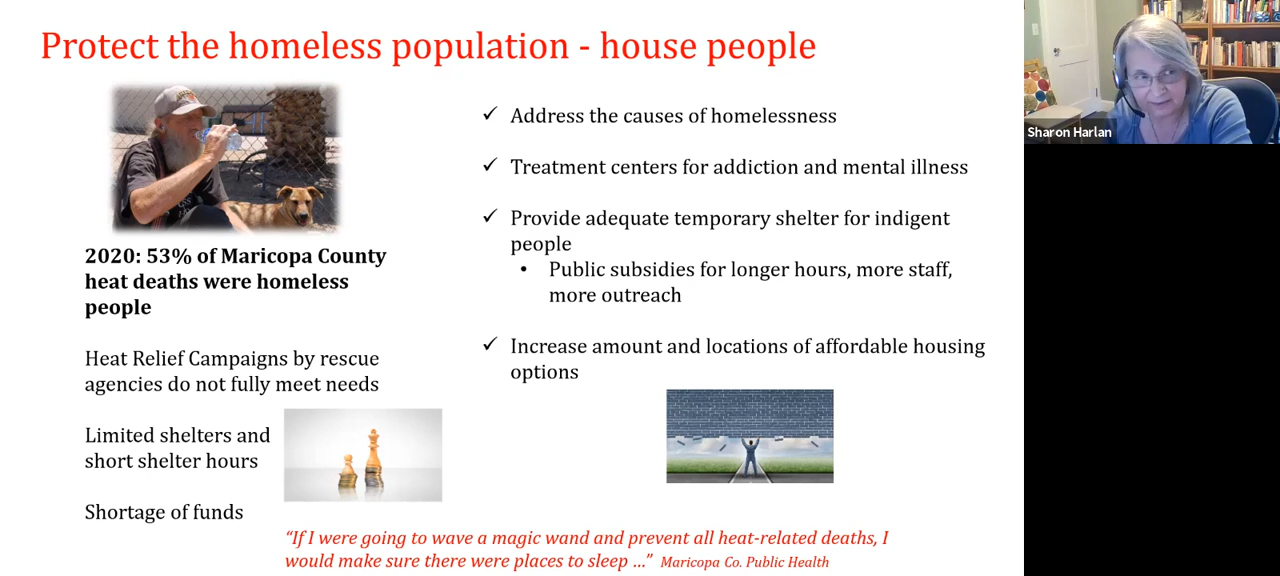 Protect the homeless population - house people
2020: 53% of Maricopa County
heat deaths were homeless
people
Heat Relief Campaigns by rescue
agencies do not fully meet needs
Limited shelters and
short shelter hours
Shortage of funds
✓ Address the causes of homelessness
✓ Treatment centers for addiction and mental illness
✓ Provide adequate temporary shelter for indigent
people
• Public subsidies for longer hours, more staff,
more outreach
✓ Increase amount and locations of affordable housing
options
“If I were going to wave a magic wand and prevent all heat-related deaths, I
would make sure there were places to sleep ...” Maricopa Co. Public Health
Sharon Harlan